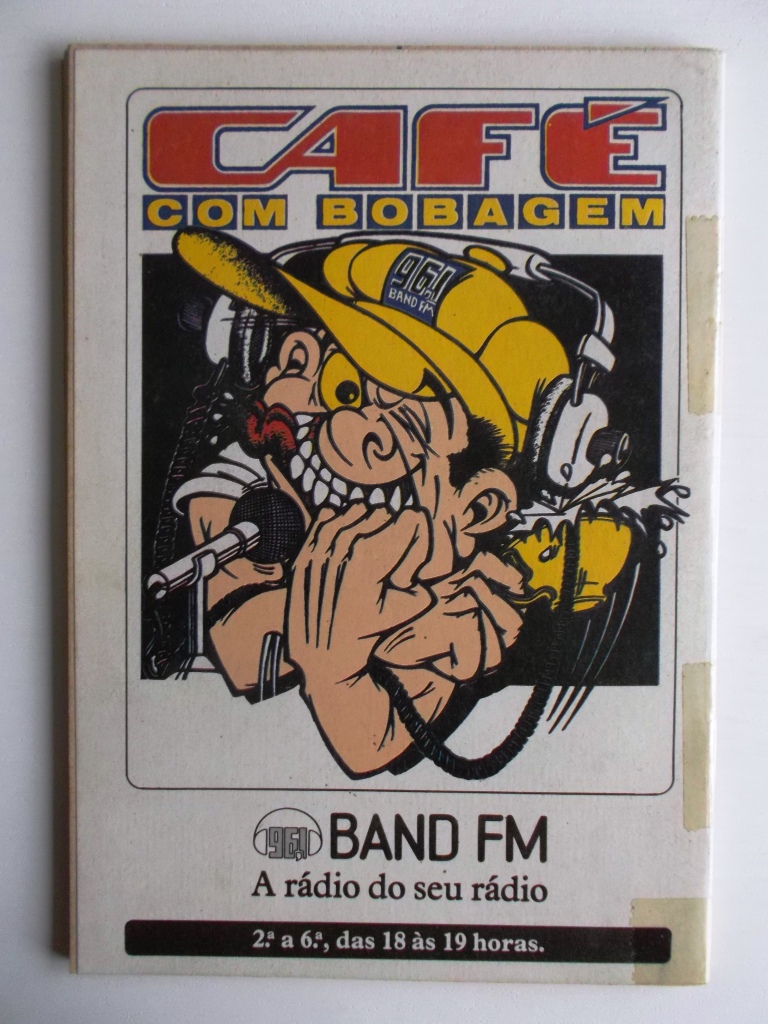 CAFÉ
COM BOBAGEM
96,1
BAND FM
96,1 BAND FM
A rádio do seu rádio
2ª a 6ª, das 18 às 19 horas.